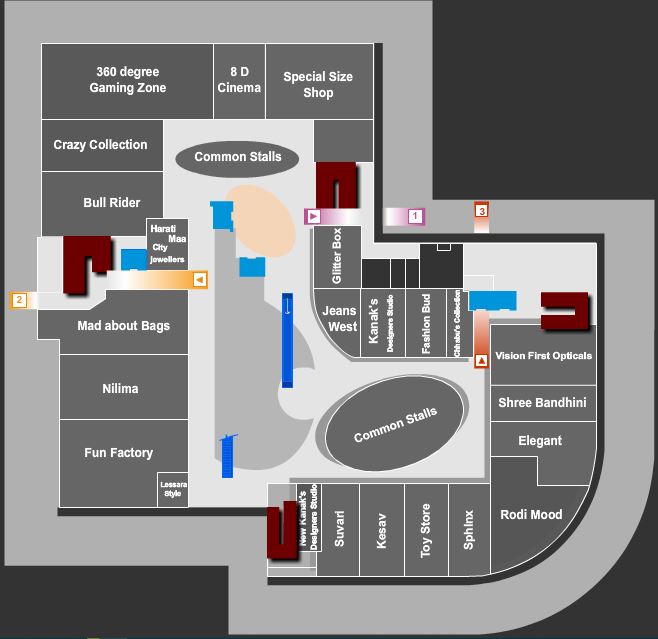 360 degree
Gaming Zone
8 D
Cinema
Special Size
Shop
Crazy Collection
Common Stalls
Bull Rider
Harati
Maa
City
jewellers
1
3
2
Glitter Box
Mad about Bags
Jeans
West
Kanak's
Designers Studio
Fashion Bud
Chhabu's Collection
Vision First Opticals
Nilima
Shree Bandhini
Common Stalls
Elegant
Fun Factory
Lessara
Style
New Kanak's
Designers Studio
Suvari
Kesav
Toy Store
Sphinx
Rodi Mood